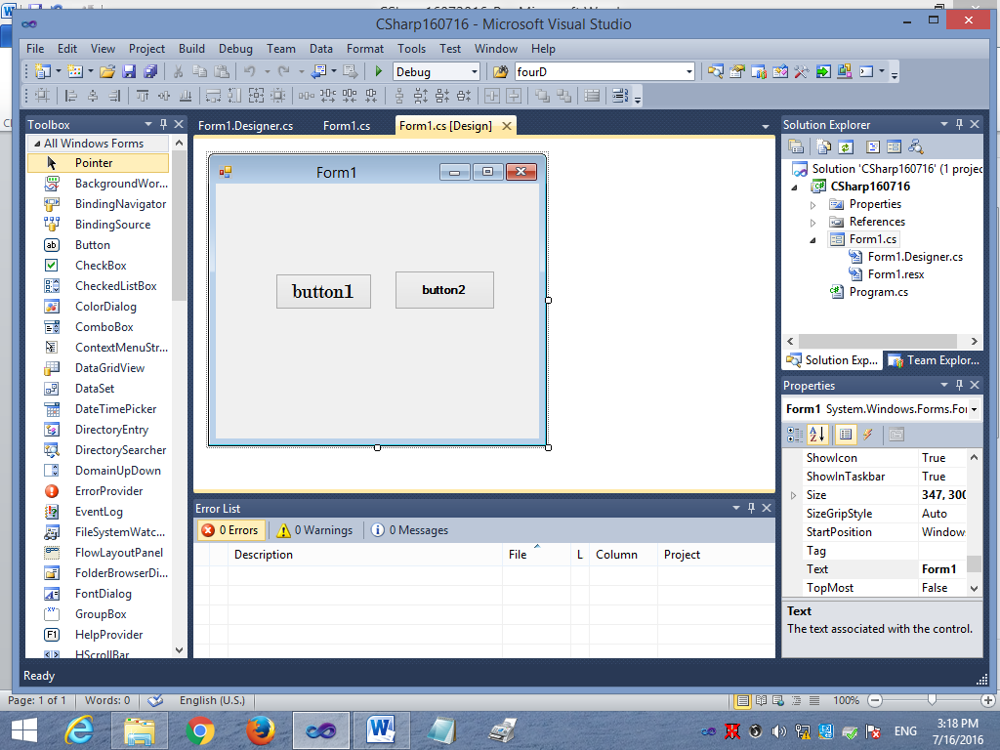 CSharp160716 - Microsoft Visual Studio
File Edit View Project Build Debug Team Data Format Tools Test Window Help
Debug fourD
Toolbox
All Windows Forms
Pointer
BackgroundWor...
BindingNavigator
BindingSource
Button
CheckBox
CheckedListBox
ColorDialog
ComboBox
ContextMenuStr...
DataGridView
DataSet
DateTimePicker
DirectoryEntry
DirectorySearcher
DomainUpDown
ErrorProvider
EventLog
FileSystemWatc...
FlowLayoutPanel
FolderBrowserDi...
FontDialog
GroupBox
HelpProvider
HScrollBar
Form1.Designer.cs Form1.cs Form1.cs [Design]
Form1
button1 button2
Error List
0 Errors 0 Warnings 0 Messages
Description File L Column Project
Solution Explorer
Solution 'CSharp160716' (1 projec
CSharp160716
Properties
References
Form1.cs
Form1.Designer.cs
Form1.resx
Program.cs
Solution Exp... Team Explor...
Properties
Form1 System.Windows.Forms.For
ShowIcon True
ShowInTaskbar True
Size 347, 300
SizeGripStyle Auto
StartPosition Windows
Tag
Text Form1
TopMost False
Text
The text associated with the control.
Ready
Page: 1 of 1 Words: 0 English (U.S.) 100%
ENG 3:18 PM
7/16/2016